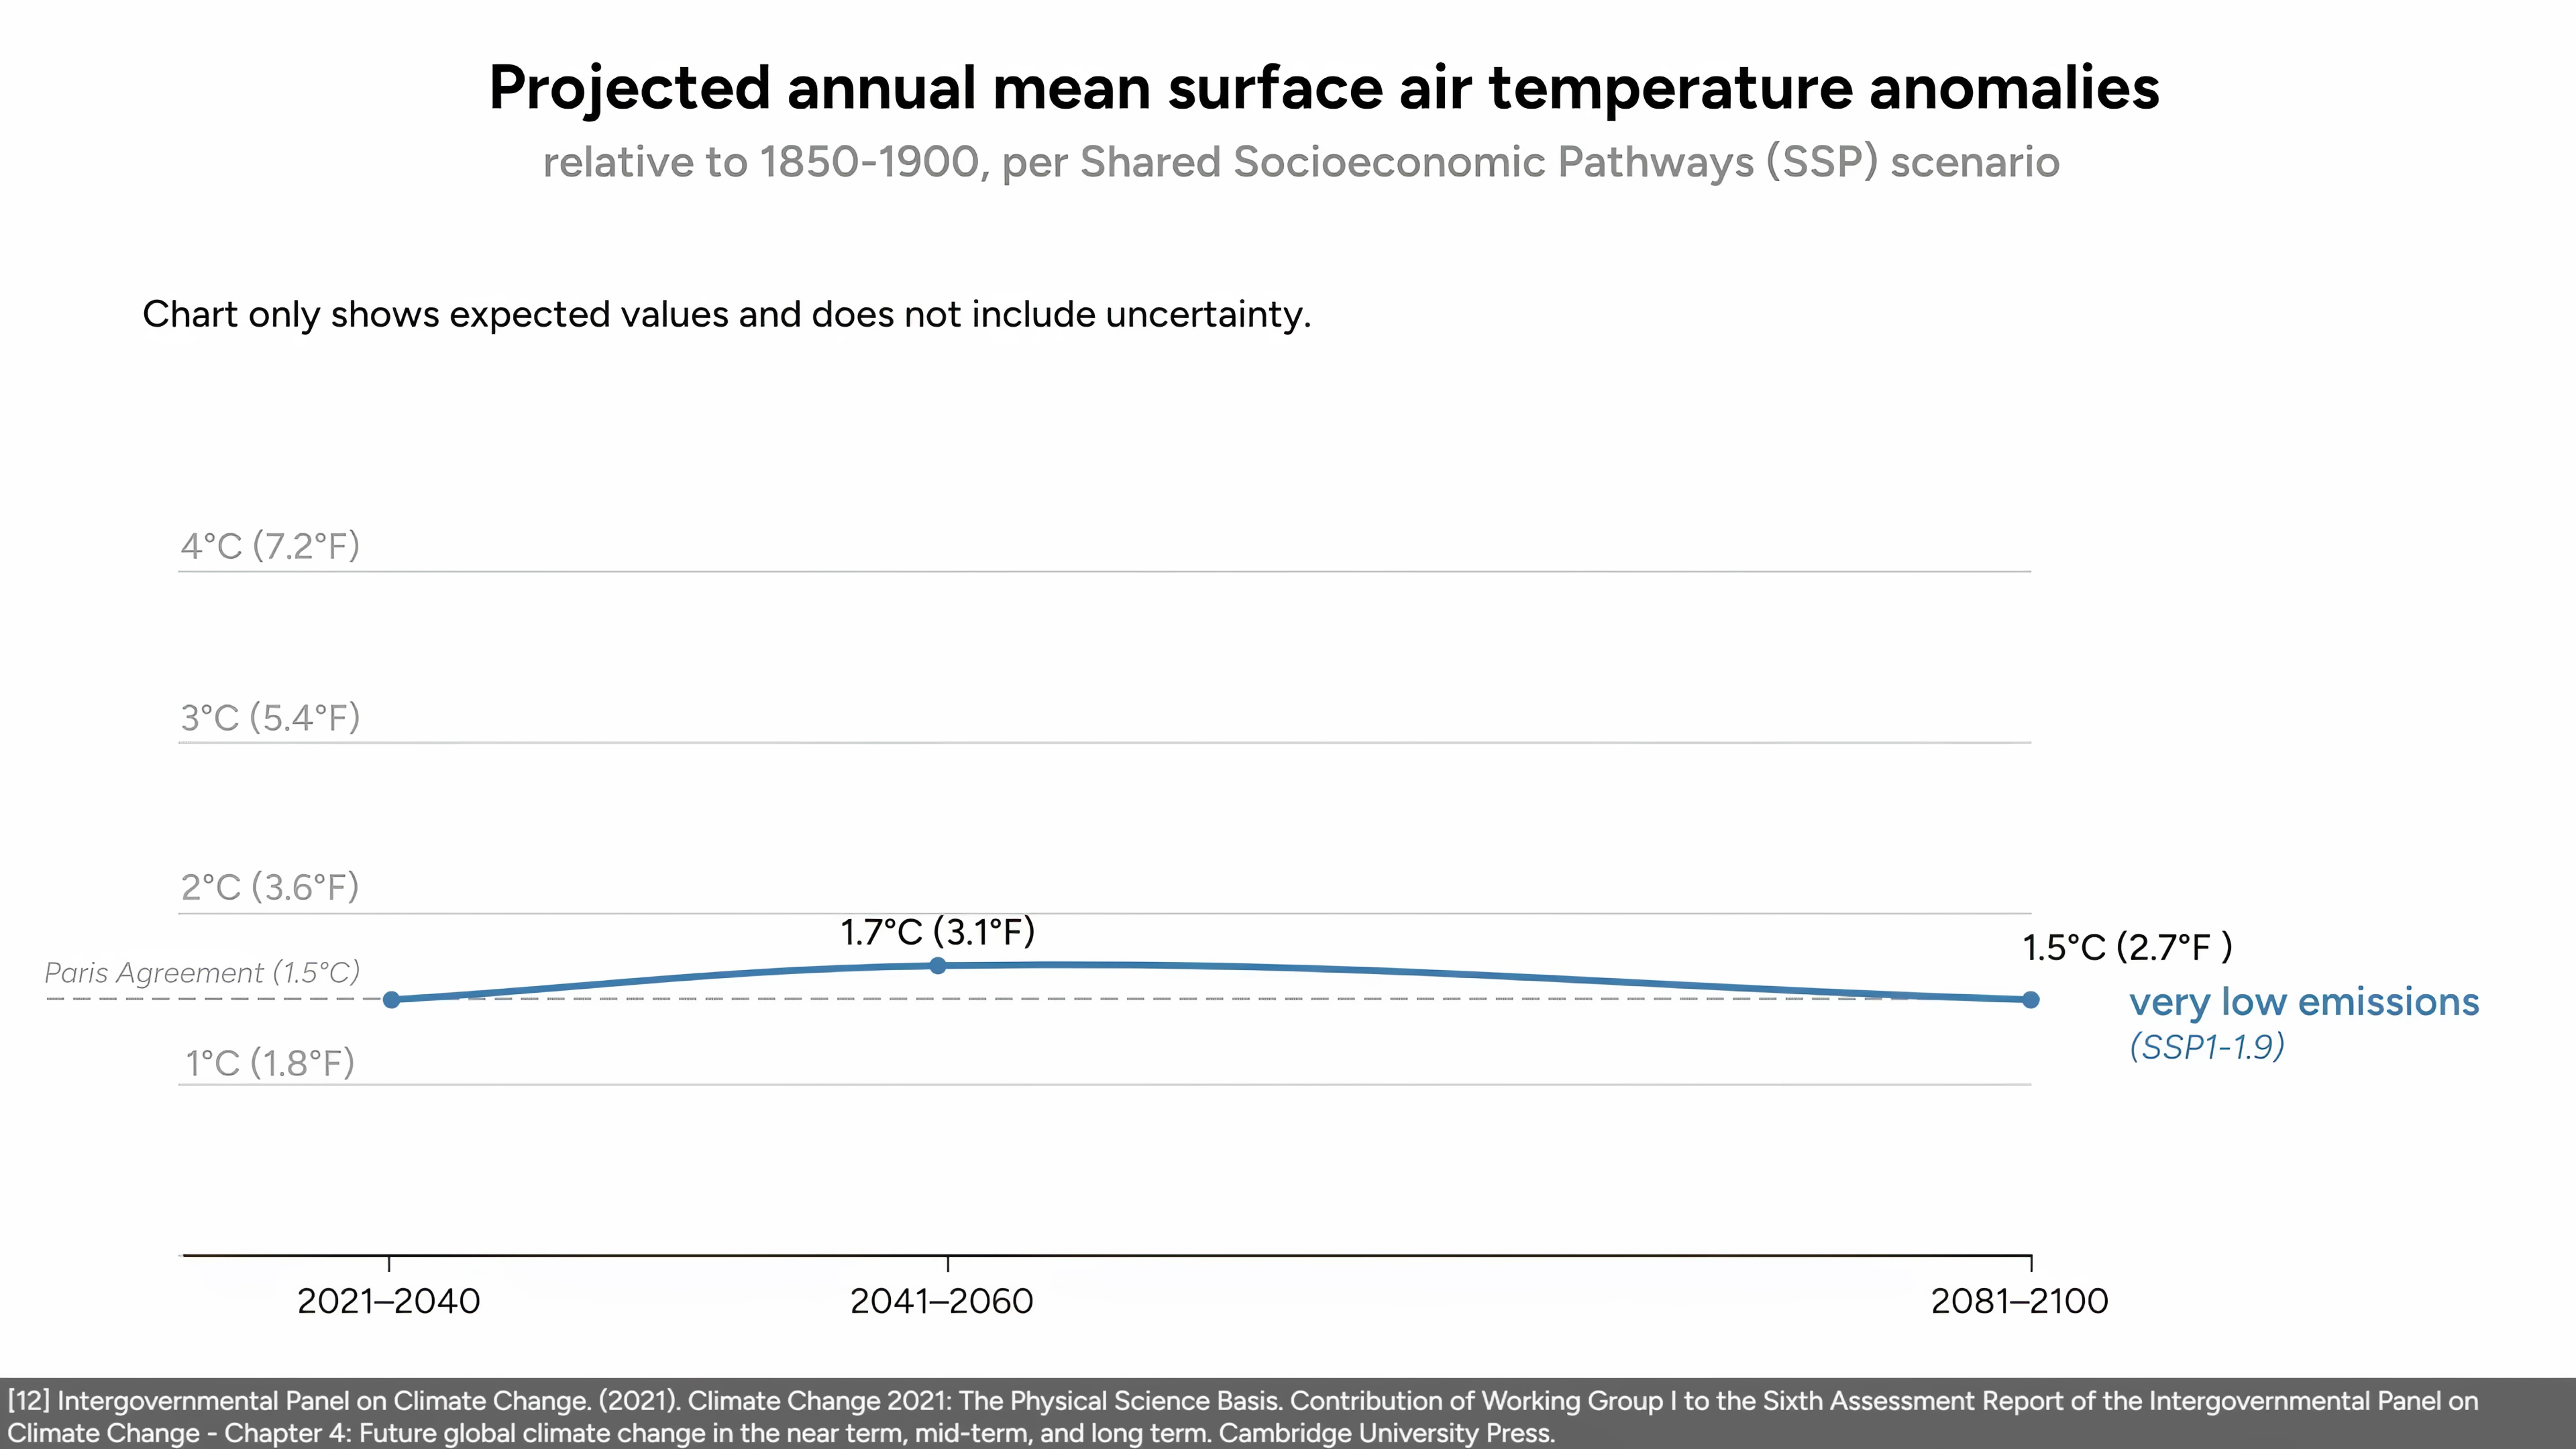 Projected annual mean surface air temperature anomalies
relative to 1850-1900, per Shared Socioeconomic Pathways (SSP) scenario
Chart only shows expected values and does not include uncertainty.
4°C (7.2°F)
3°C (5.4°F)
2°C (3.6°F)
1.7°C (3.1°F)
1.5°C (2.7°F )
Paris Agreement (1.5°C)
very low emissions
(SSP1-1.9)
1°C (1.8°F)
2021–2040
2041–2060
2081–2100
[12] Intergovernmental Panel on Climate Change. (2021). Climate Change 2021: The Physical Science Basis. Contribution of Working Group I to the Sixth Assessment Report of the Intergovernmental Panel on
Climate Change - Chapter 4: Future global climate change in the near term, mid-term, and long term. Cambridge University Press.